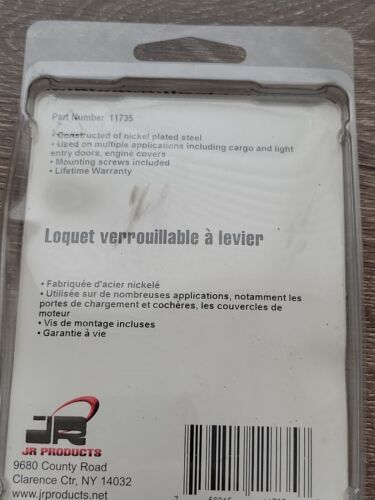 Part Number 11735
• Constructed of nickel plated steel
• Used on multiple applications including cargo and light
entry doors, engine covers
• Mounting screws included
• Lifetime Warranty
Loquet verrouillable à levier
• Fabriquée d'acier nickelé
• Utilisée sur de nombreuses applications, notamment les
portes de chargement et cochères, les couvercles de
moteur
• Vis de montage incluses
• Garantie à vie
JR
JR PRODUCTS
9680 County Road
Clarence Ctr, NY 14032
www.jrproducts.net